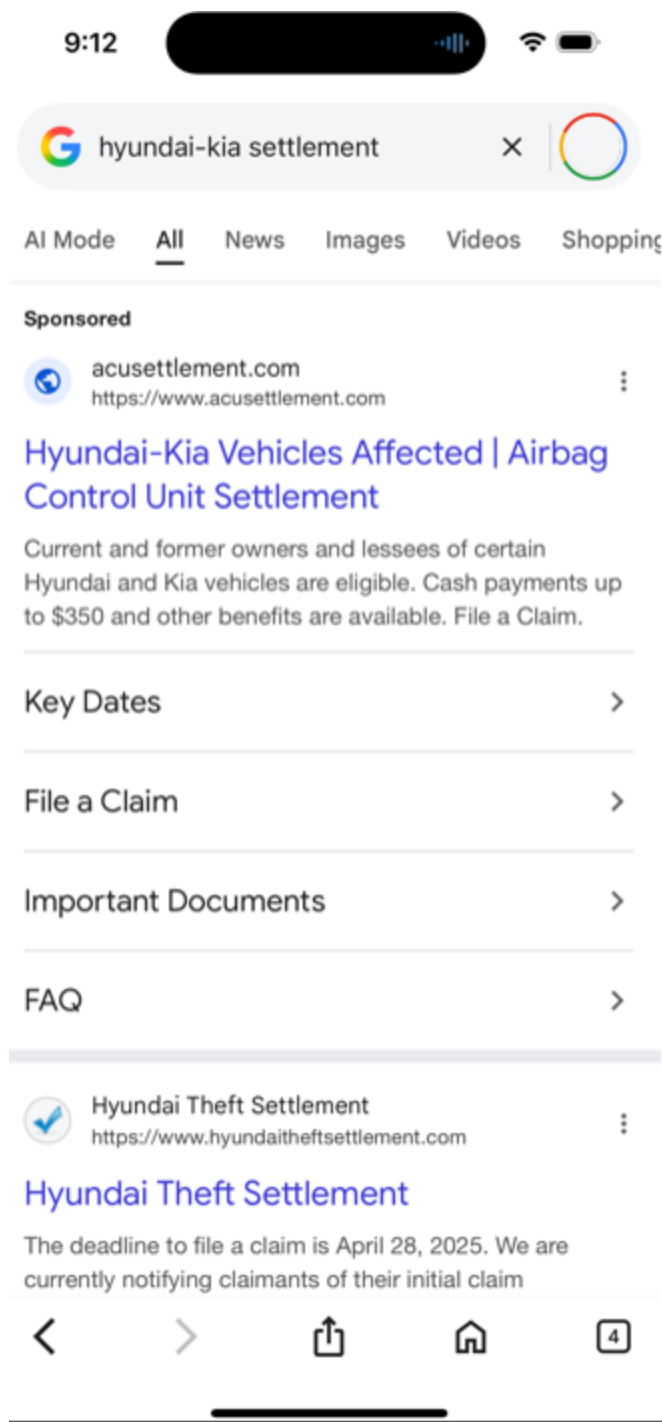 9:12
hyundai-kia settlement
AI Mode All News Images Videos Shopping
Sponsored
acusettlement.com
https://www.acusettlement.com
Hyundai-Kia Vehicles Affected | Airbag
Control Unit Settlement
Current and former owners and lessees of certain
Hyundai and Kia vehicles are eligible. Cash payments up
to $350 and other benefits are available. File a Claim.
Key Dates
File a Claim
Important Documents
FAQ
Hyundai Theft Settlement
https://www.hyundaitheftsettlement.com
Hyundai Theft Settlement
The deadline to file a claim is April 28, 2025. We are
currently notifying claimants of their initial claim
4